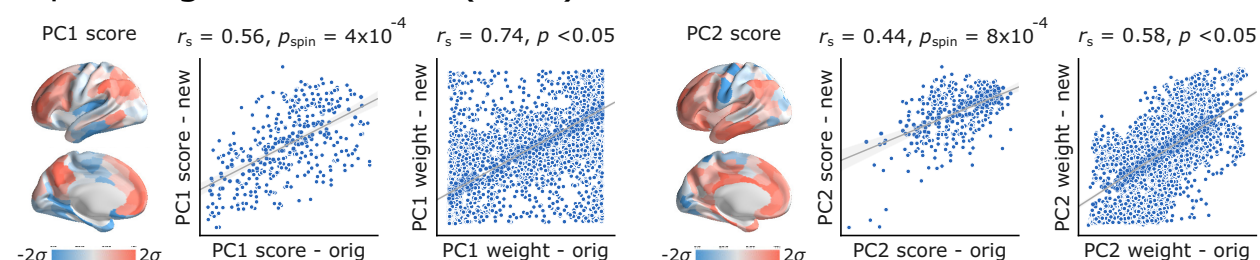 PC1 score
r_s = 0.56, p_spin = 4x10^-4
r_s = 0.74, p <0.05
PC2 score
r_s = 0.44, p_spin = 8x10^-4
r_s = 0.58, p <0.05
PC1 score - new
PC1 weight - new
PC2 score - new
PC2 weight - new
-2σ
2σ
PC1 score - orig
PC1 weight - orig
-2σ
2σ
PC2 score - orig
PC2 weight - orig